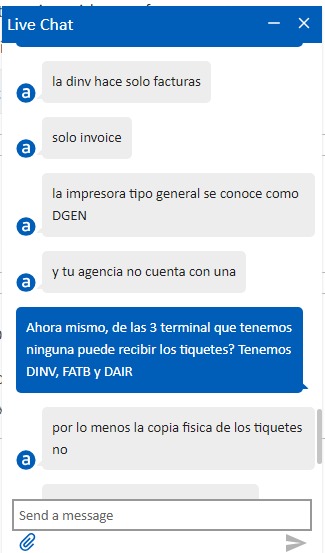 Live Chat
la dinv hace solo facturas
a
solo invoice
a
la impresora tipo general se conoce como
DGEN
a
y tu agencia no cuenta con una
a
Ahora mismo, de las 3 terminal que tenemos
ninguna puede recibir los tiquetes? Tenemos
DINV, FATB y DAIR
por lo menos la copia fisica de los tiquetes
no
a
Send a message